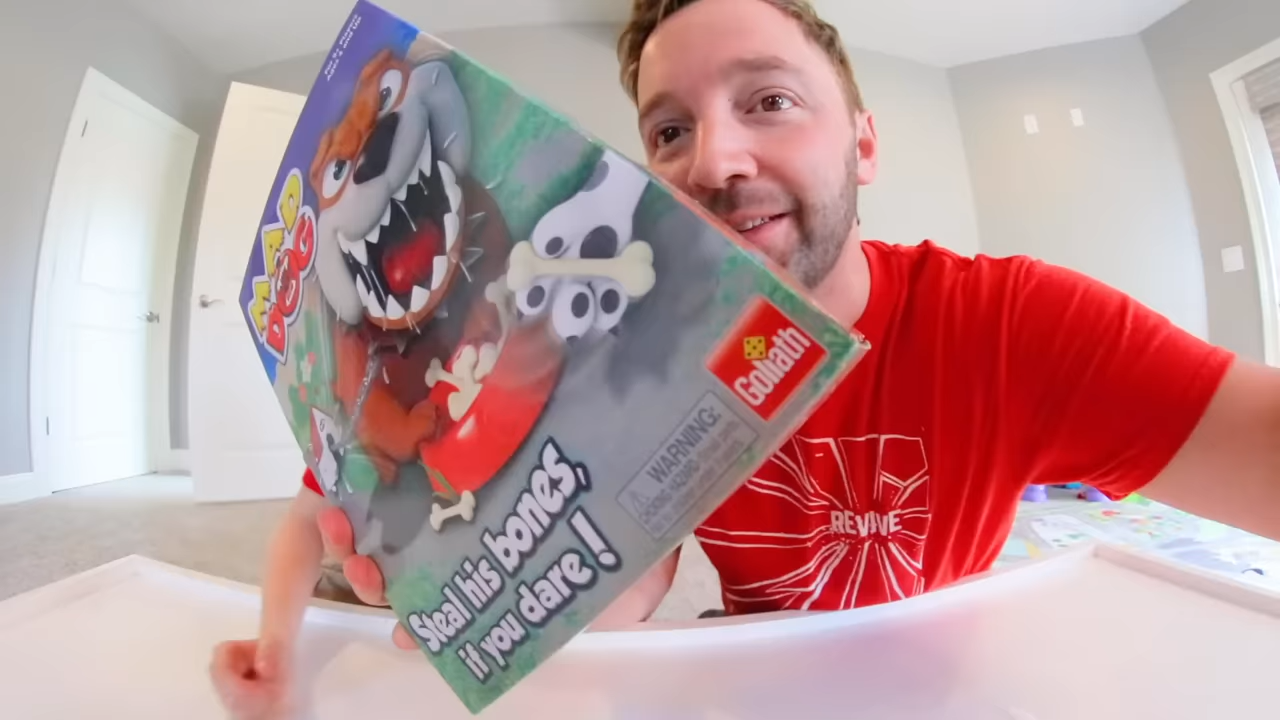 MAD
DOG
Goliath
WARNING:
Steal his bones,
if you dare!
REVIVE